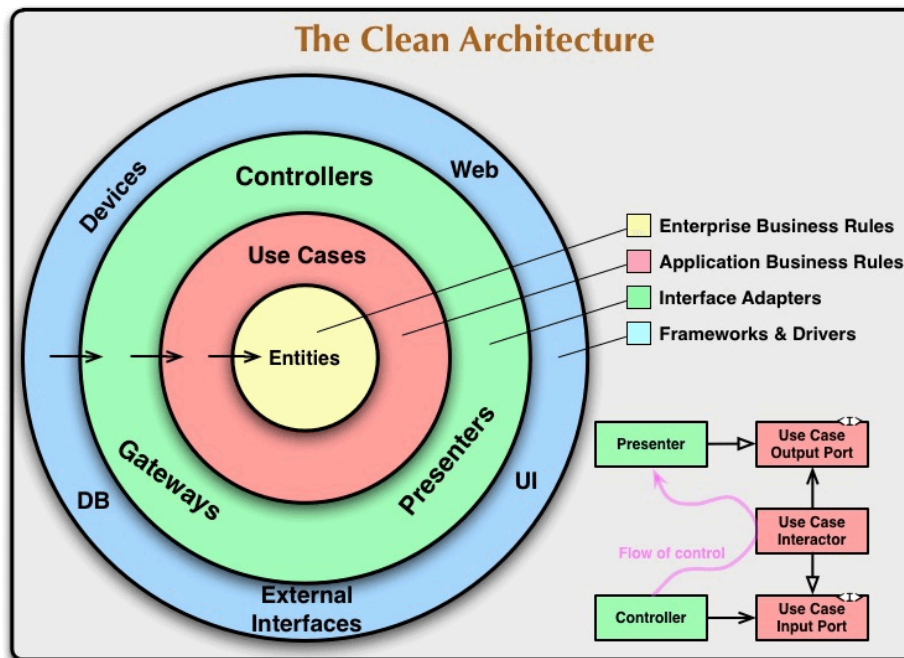 The Clean Architecture
Devices
Web
Controllers
Use Cases
Entities
Gateways
Presenters
DB
UI
External
Interfaces
Enterprise Business Rules
Application Business Rules
Interface Adapters
Frameworks & Drivers
Presenter
<I>
Use Case
Output Port
Use Case
Interactor
Flow of control
Controller
<I>
Use Case
Input Port